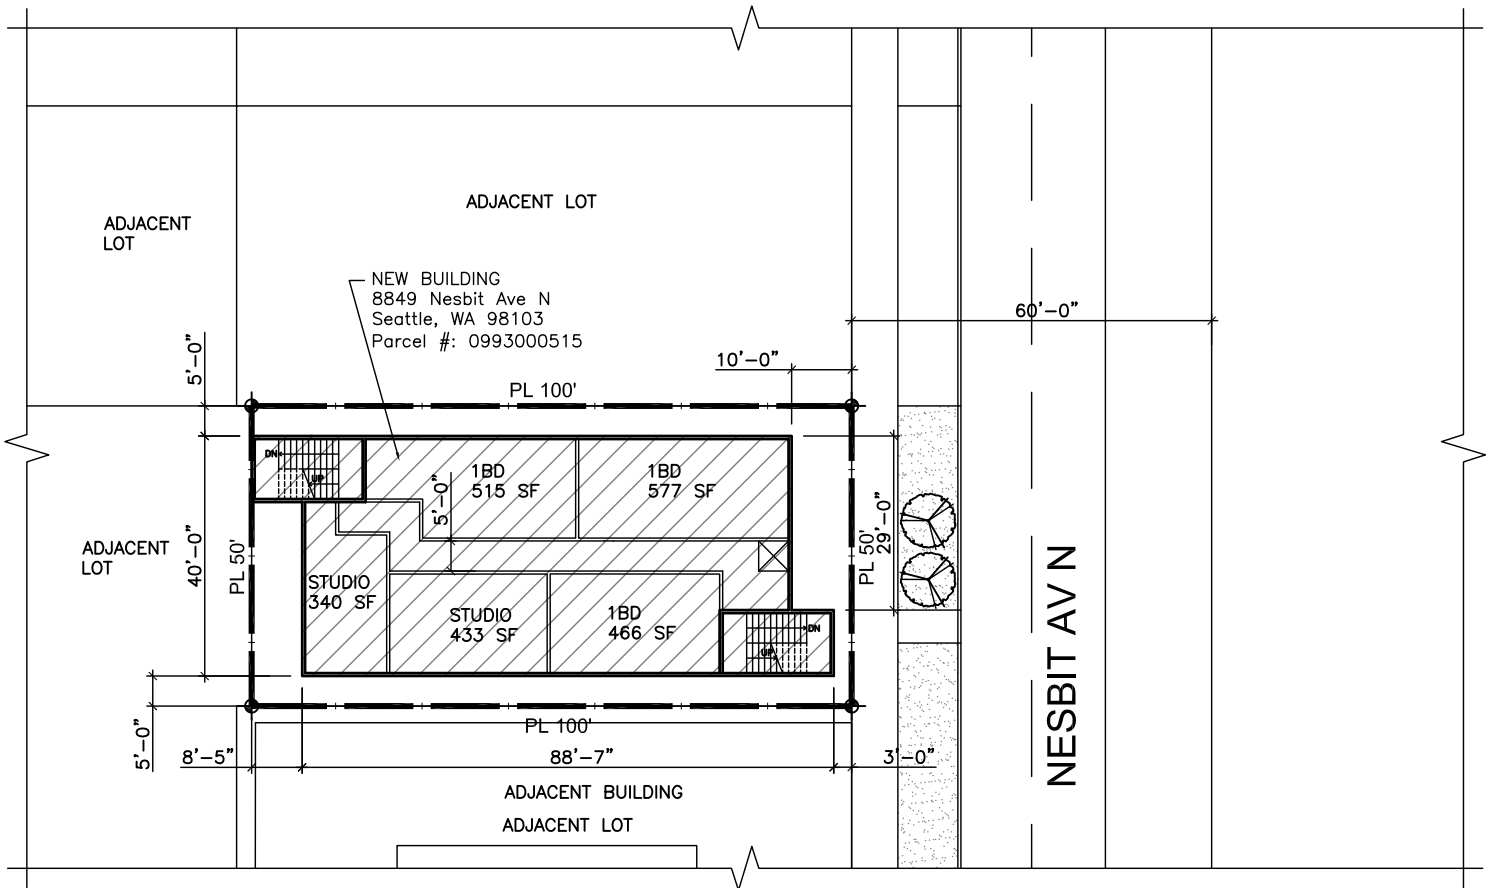 ADJACENT LOT
ADJACENT
LOT
NEW BUILDING
8849 Nesbit Ave N
Seattle, WA 98103
Parcel #: 0993000515
60'-0"
5'-0"
10'-0"
PL 100'
DN
UP
1BD
515 SF
1BD
577 SF
5'-0"
ADJACENT
LOT
40'-0"
PL 50'
PL 50'
29'-0"
STUDIO
340 SF
STUDIO
433 SF
1BD
466 SF
DN
UP
NESBIT AV N
PL 100'
5'-0"
8'-5"
88'-7"
3'-0"
ADJACENT BUILDING
ADJACENT LOT